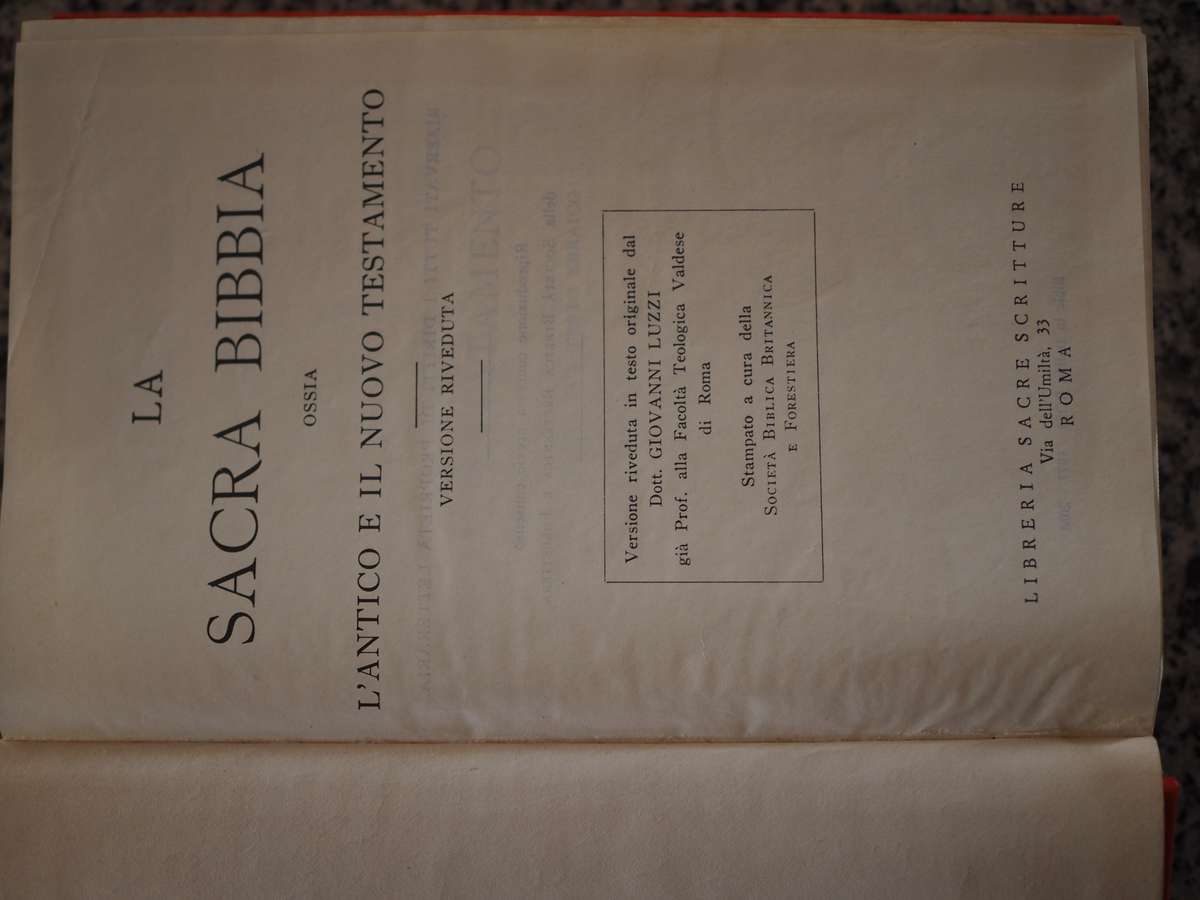 LA
SACRA BIBBIA
OSSIA
L'ANTICO E IL NUOVO TESTAMENTO
VERSIONE RIVEDUTA
Versione riveduta in testo originale dal
Dott. GIOVANNI LUZZI
già Prof. alla Facoltà Teologica Valdese
di Roma
Stampato a cura della
SOCIETÀ BIBLICA BRITANNICA
E FORESTIERA
LIBRERIA SACRE SCRITTURE
Via dell'Umiltà, 33
ROMA